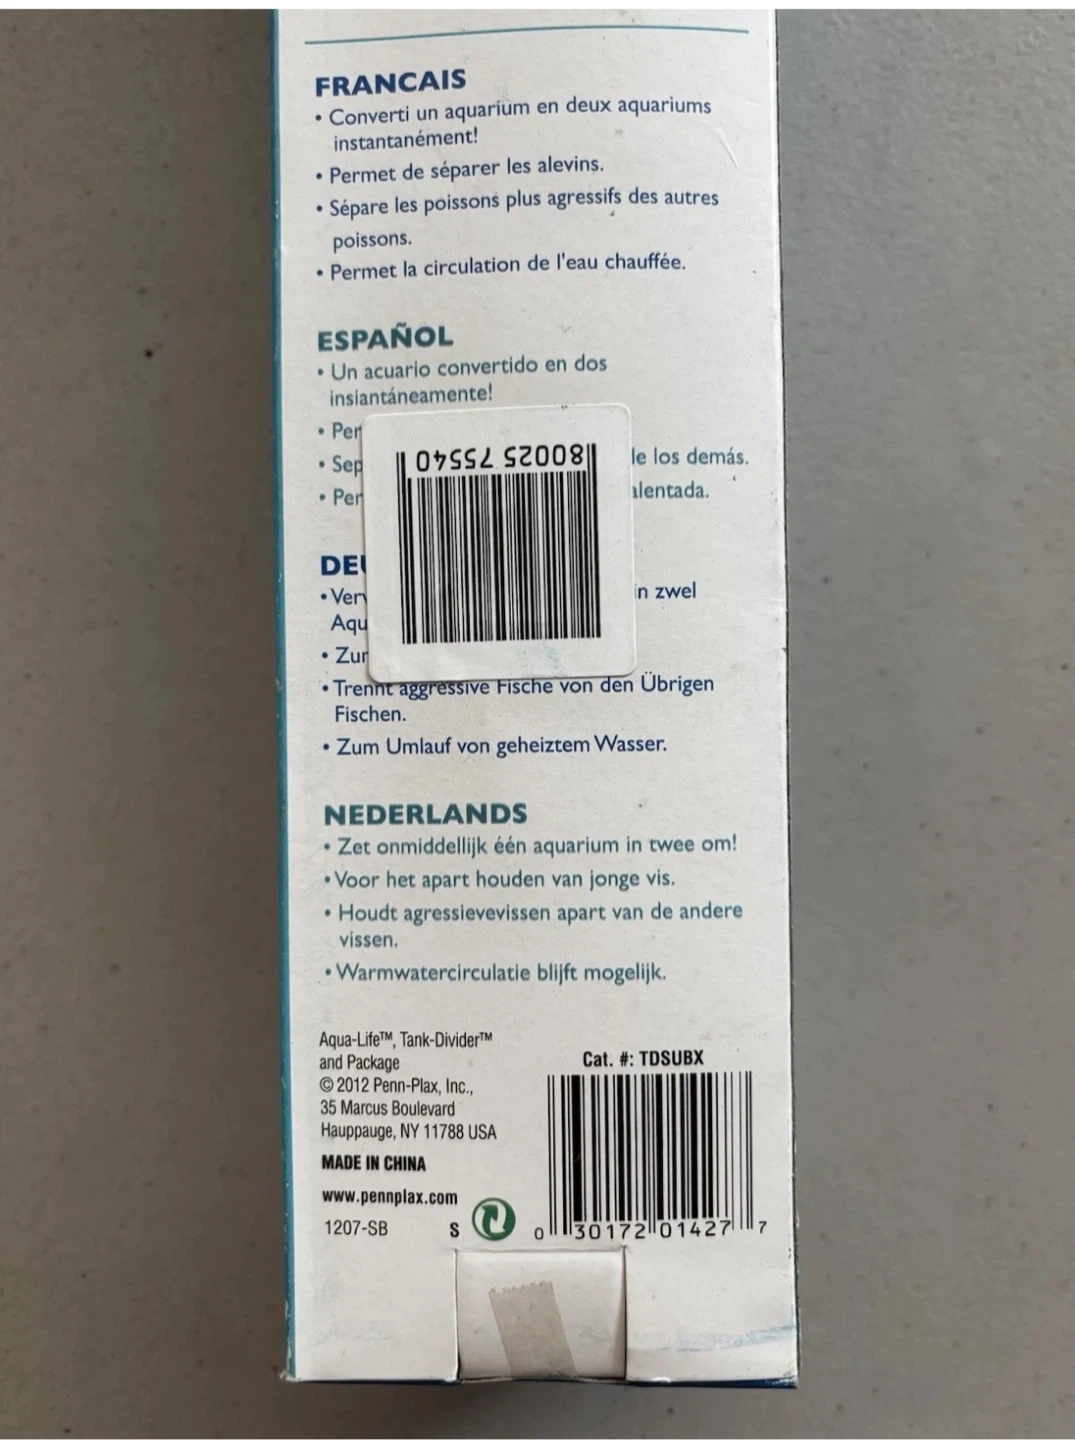 FRANCAIS
• Converti un aquarium en deux aquariums
instantanément!
• Permet de séparer les alevins.
• Sépare les poissons plus agressifs des autres
poissons.
• Permet la circulation de l'eau chauffée.
ESPAÑOL
• Un acuario convertido en dos
insiantáneamente!
• Per
• Sep le los demás.
• Per alentada.
80025 75540
DEU
• Verv in zwel
Aqu
• Zur
• Trennt aggressive Fische von den Übrigen
Fischen.
• Zum Umlauf von geheiztem Wasser.
NEDERLANDS
• Zet onmiddellijk één aquarium in twee om!
• Voor het apart houden van jonge vis.
• Houdt agressievevissen apart van de andere
vissen.
• Warmwatercirculatie blijft mogelijk.
Aqua-Life™, Tank-Divider™
and Package
© 2012 Penn-Plax, Inc.,
35 Marcus Boulevard
Hauppauge, NY 11788 USA
MADE IN CHINA
www.pennplax.com
1207-SB S
Cat. #: TDSUBX
0 30172 01427 7